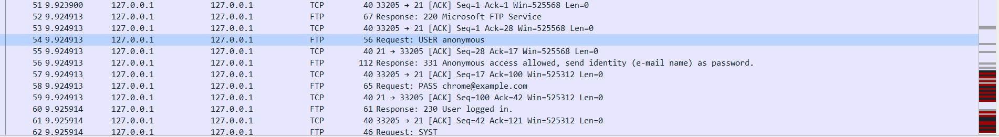 51 9.923900 127.0.0.1 127.0.0.1 TCP 40 33205 → 21 [ACK] Seq=1 Ack=1 Win=525568 Len=0
52 9.924913 127.0.0.1 127.0.0.1 FTP 67 Response: 220 Microsoft FTP Service
53 9.924913 127.0.0.1 127.0.0.1 TCP 40 33205 → 21 [ACK] Seq=1 Ack=28 Win=525568 Len=0
54 9.924913 127.0.0.1 127.0.0.1 FTP 56 Request: USER anonymous
55 9.924913 127.0.0.1 127.0.0.1 TCP 40 21 → 33205 [ACK] Seq=28 Ack=17 Win=525568 Len=0
56 9.924913 127.0.0.1 127.0.0.1 FTP 112 Response: 331 Anonymous access allowed, send identity (e-mail name) as password.
57 9.924913 127.0.0.1 127.0.0.1 TCP 40 33205 → 21 [ACK] Seq=17 Ack=100 Win=525312 Len=0
58 9.924913 127.0.0.1 127.0.0.1 FTP 65 Request: PASS chrome@example.com
59 9.924913 127.0.0.1 127.0.0.1 TCP 40 21 → 33205 [ACK] Seq=100 Ack=42 Win=525312 Len=0
60 9.925914 127.0.0.1 127.0.0.1 FTP 61 Response: 230 User logged in.
61 9.925914 127.0.0.1 127.0.0.1 TCP 40 33205 → 21 [ACK] Seq=42 Ack=121 Win=525312 Len=0
62 9.925914 127.0.0.1 127.0.0.1 FTP 46 Request: SYST